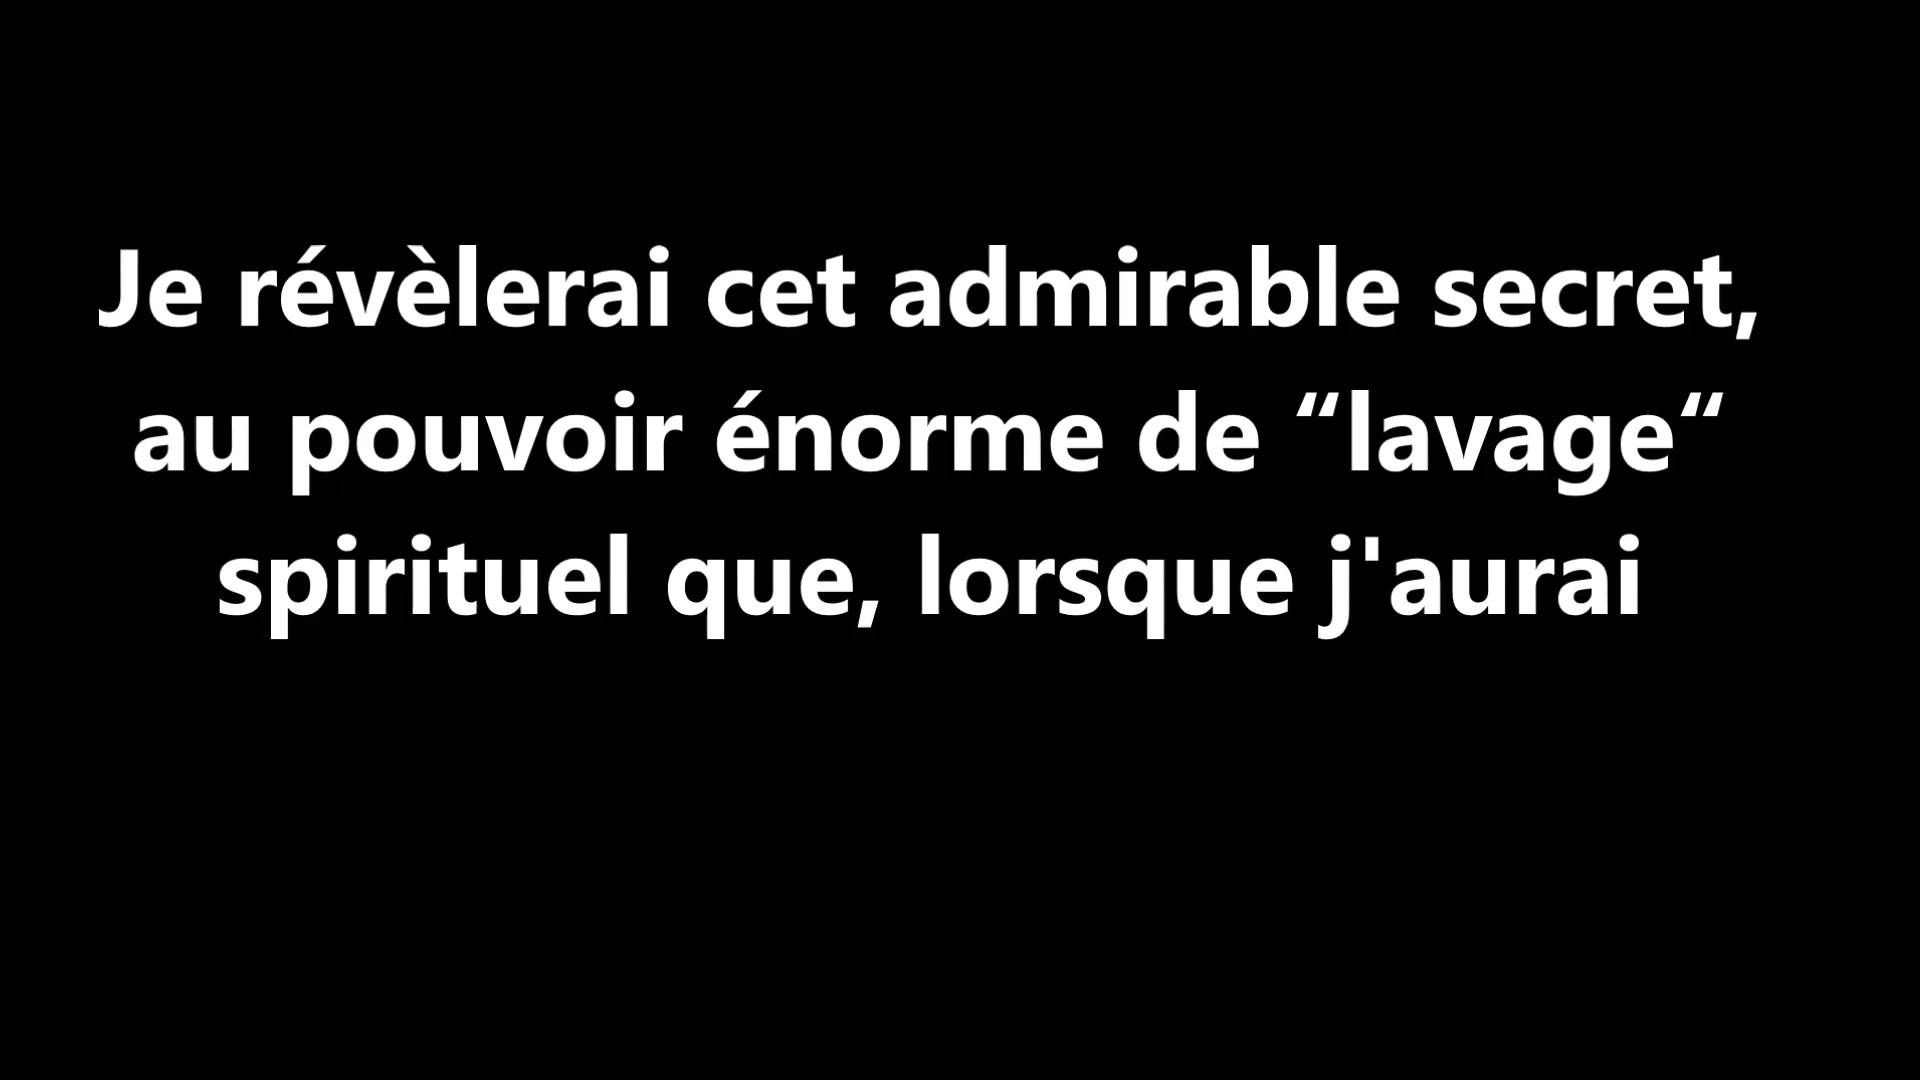 Je révèlerai cet admirable secret,
au pouvoir énorme de “lavage“
spirituel que, lorsque j'aurai